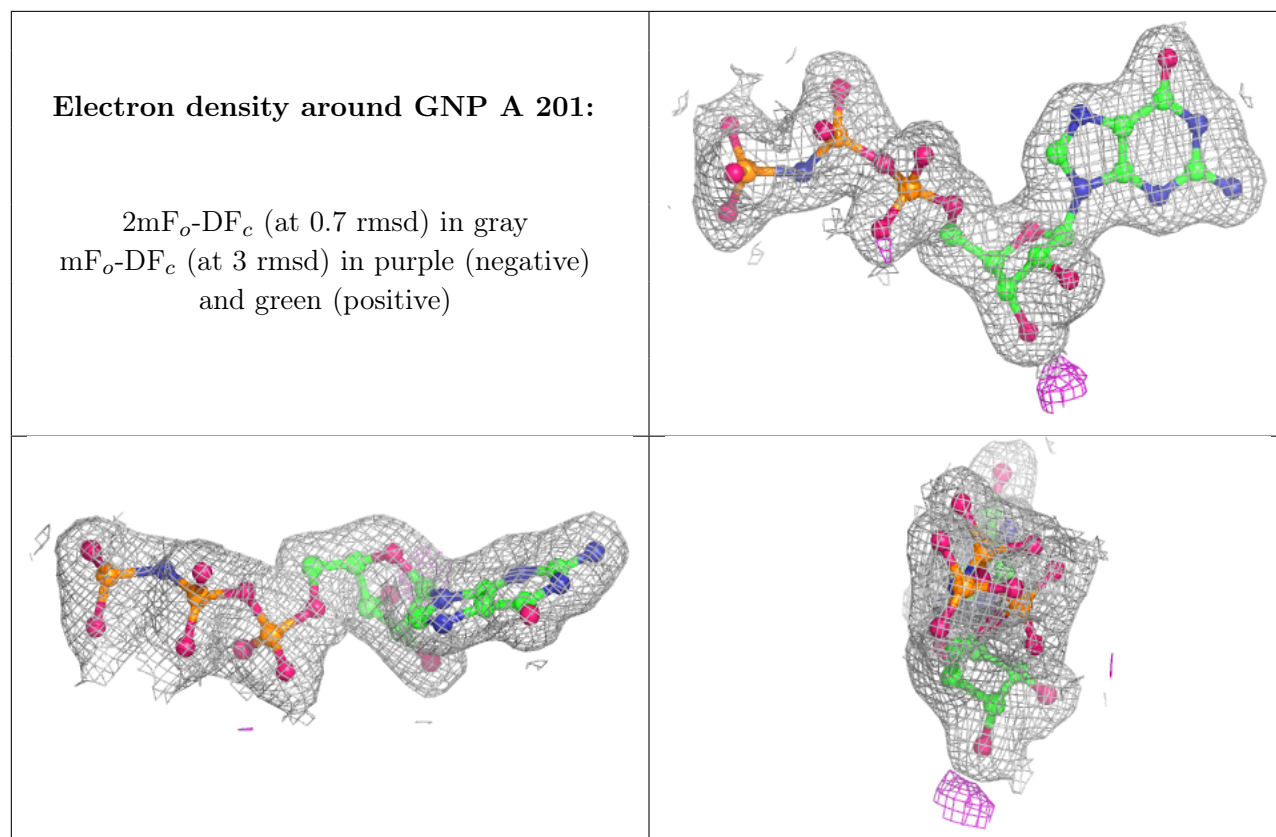 Electron density around GNP A 201:
2mFo-DFc (at 0.7 rmsd) in gray
mFo-DFc (at 3 rmsd) in purple (negative)
and green (positive)